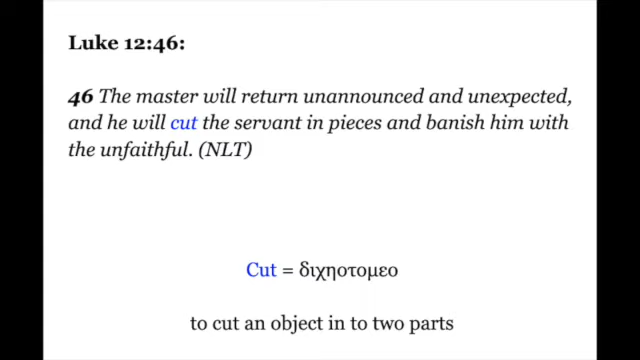 Luke 12:46:
46 The master will return unannounced and unexpected,
and he will cut the servant in pieces and banish him with
the unfaithful. (NLT)
Cut = διχηοτομεο
to cut an object in to two parts